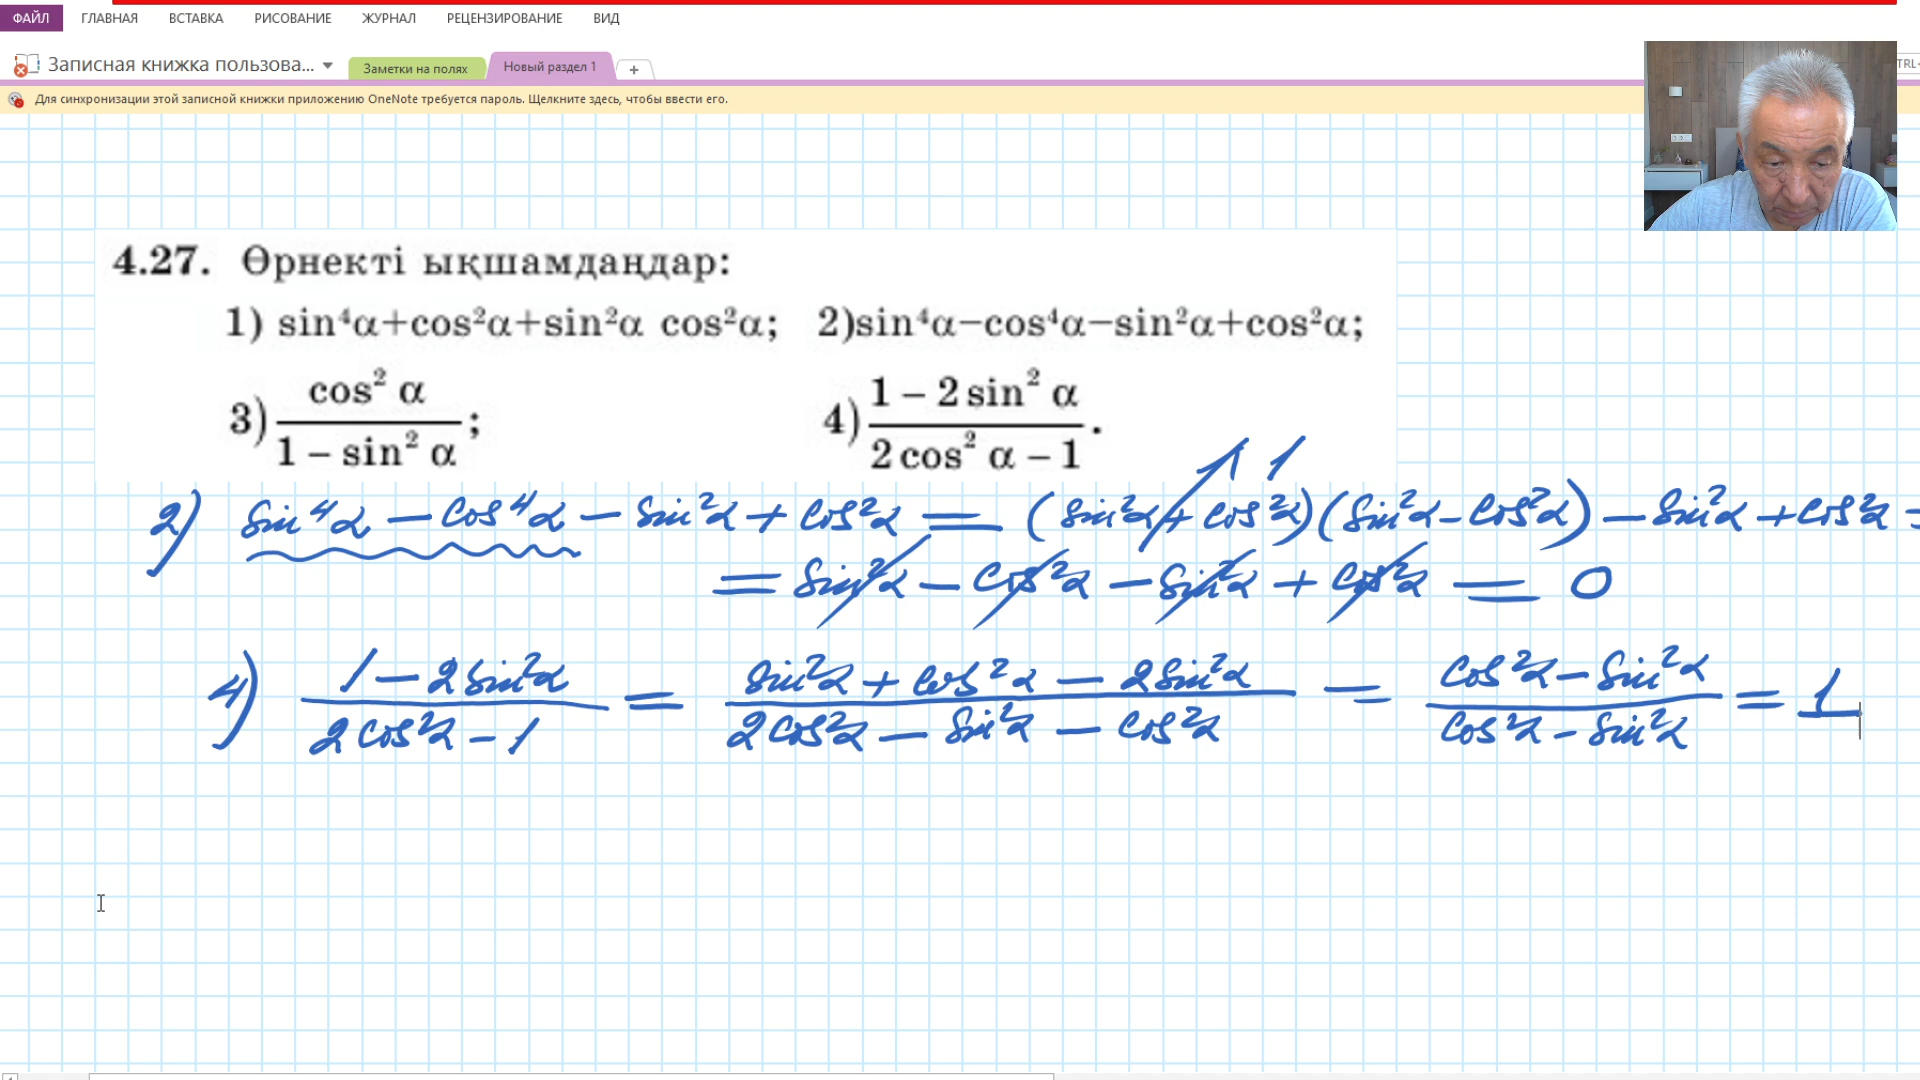 ФАЙЛ ГЛАВНАЯ ВСТАВКА РИСОВАНИЕ ЖУРНАЛ РЕЦЕНЗИРОВАНИЕ ВИД
Записная книжка пользова... Заметки на полях Новый раздел 1 +
TRL
Для синхронизации этой записной книжки приложению OneNote требуется пароль. Щелкните здесь, чтобы ввести его.
4.27. Өрнекті ықшамдаңдар:
1) sin⁴α+cos²α+sin²α cos²α; 2)sin⁴α−cos⁴α−sin²α+cos²α;
3) cos² α / 1 − sin² α ; 4) 1 − 2 sin² α / 2 cos² α − 1 .
1
2) sin⁴α − cos⁴α − sin²α + cos²α = (sin²α + cos²α)(sin²α − cos²α) − sin²α + cos²α =
= sin²α − cos²α − sin²α + cos²α = 0
4) 1 − 2sin²α / 2cos²α − 1 = sin²α + cos²α − 2sin²α / 2cos²α − sin²α − cos²α = cos²α − sin²α / cos²α − sin²α = 1